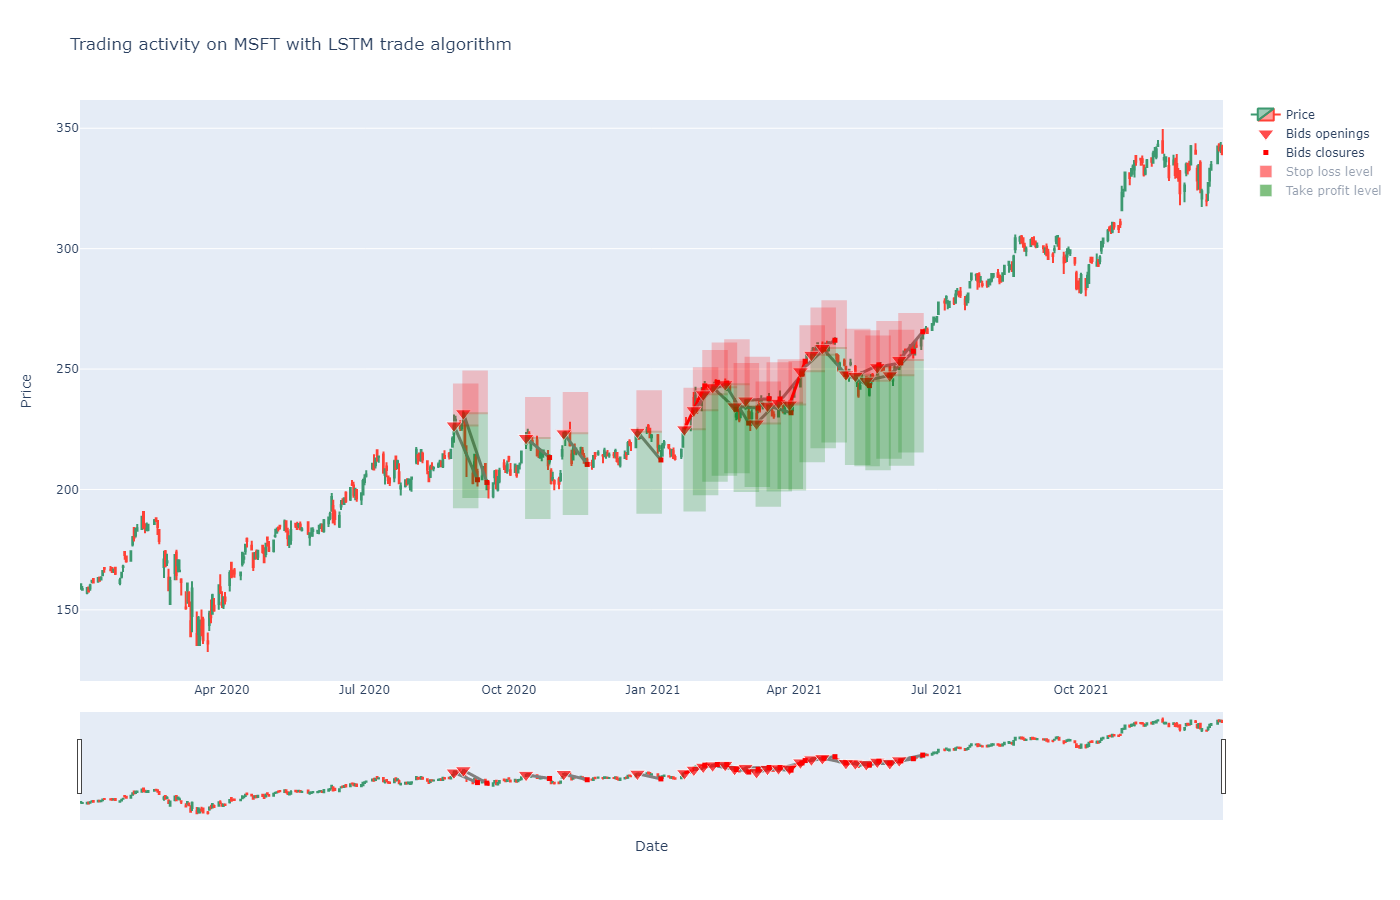 Trading activity on MSFT with LSTM trade algorithm
Price
Bids openings
Bids closures
Stop loss level
Take profit level
350
300
250
200
150
Price
Apr 2020
Jul 2020
Oct 2020
Jan 2021
Apr 2021
Jul 2021
Oct 2021
Date